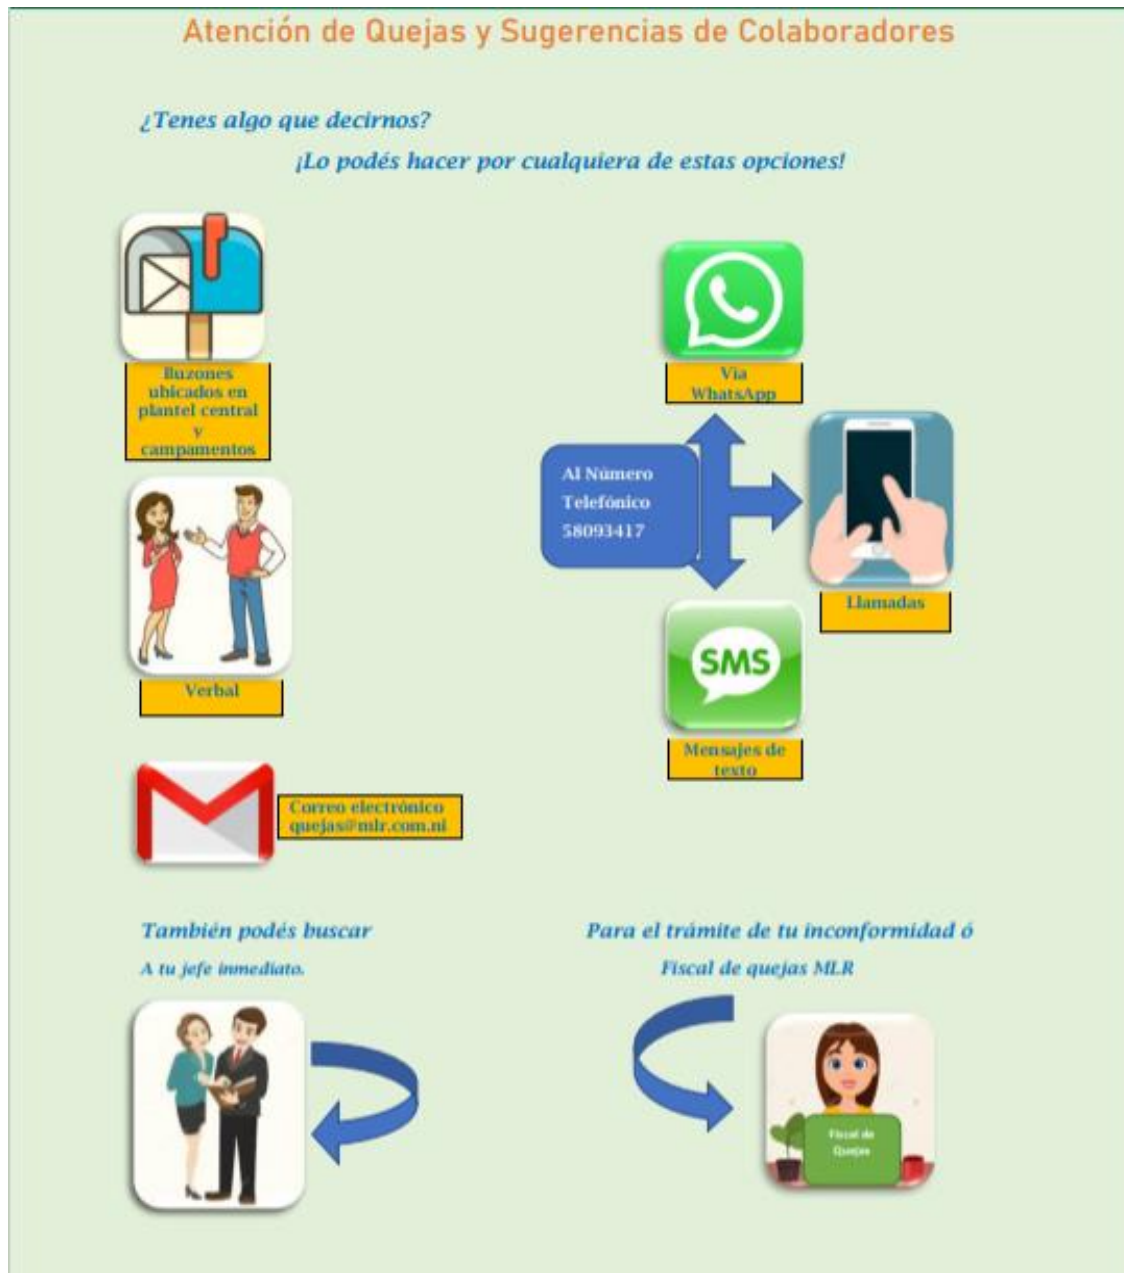 Atención de Quejas y Sugerencias de Colaboradores
¿Tenes algo que decirnos?
¡Lo podés hacer por cualquiera de estas opciones!
Buzones
ubicados en
plantel central
y
campamentos
Via
WhatsApp
Al Número
Telefónico
58093417
Llamadas
Verbal
SMS
Mensajes de
texto
Correo electrónico
quejas@mlr.com.ni
También podés buscar
A tu jefe inmediato.
Para el trámite de tu inconformidad ó
Fiscal de quejas MLR
Fiscal de
Quejas